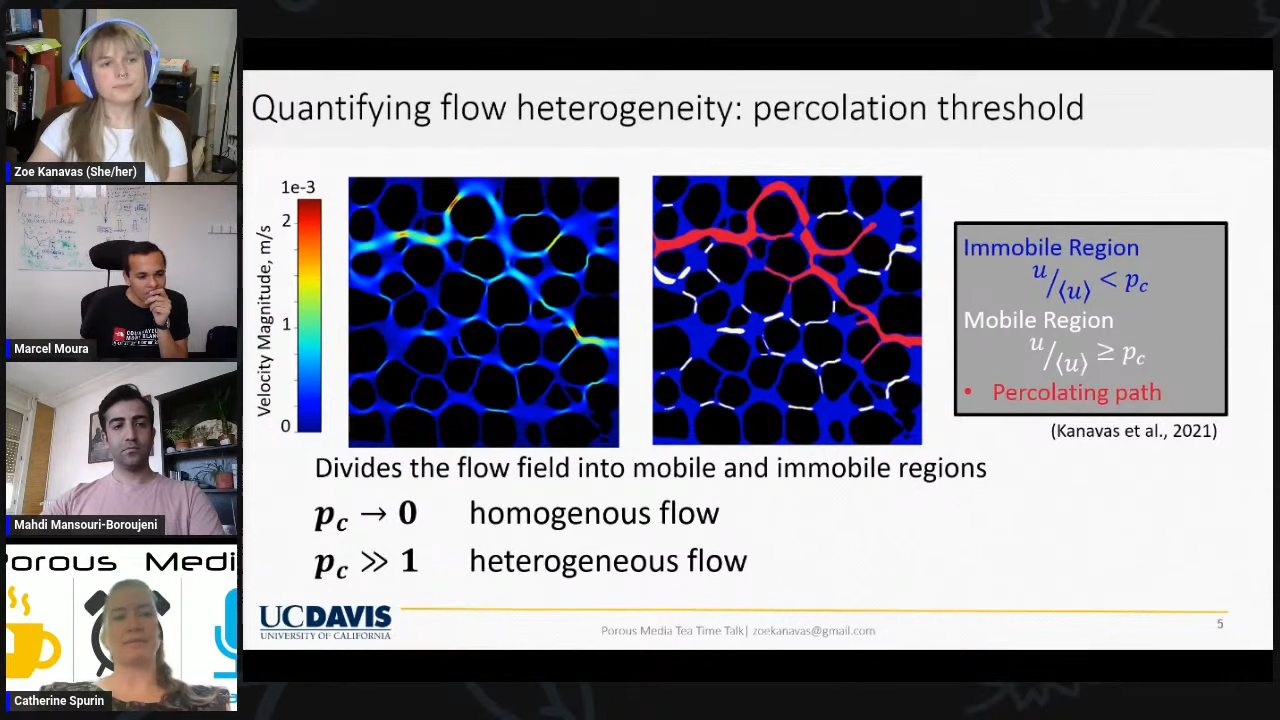 Zoe Kanavas (She/her)
Marcel Moura
Mahdi Mansouri-Boroujeni
Porous Medi
Catherine Spurin
Quantifying flow heterogeneity: percolation threshold
1e-3
2
1
0
Velocity Magnitude, m/s
Immobile Region
u/⟨u⟩ < p_c
Mobile Region
u/⟨u⟩ ≥ p_c
• Percolating path
(Kanavas et al., 2021)
Divides the flow field into mobile and immobile regions
p_c → 0 homogenous flow
p_c ≫ 1 heterogeneous flow
UCDAVIS
UNIVERSITY OF CALIFORNIA
Porous Media Tea Time Talk| zoekanavas@gmail.com
5